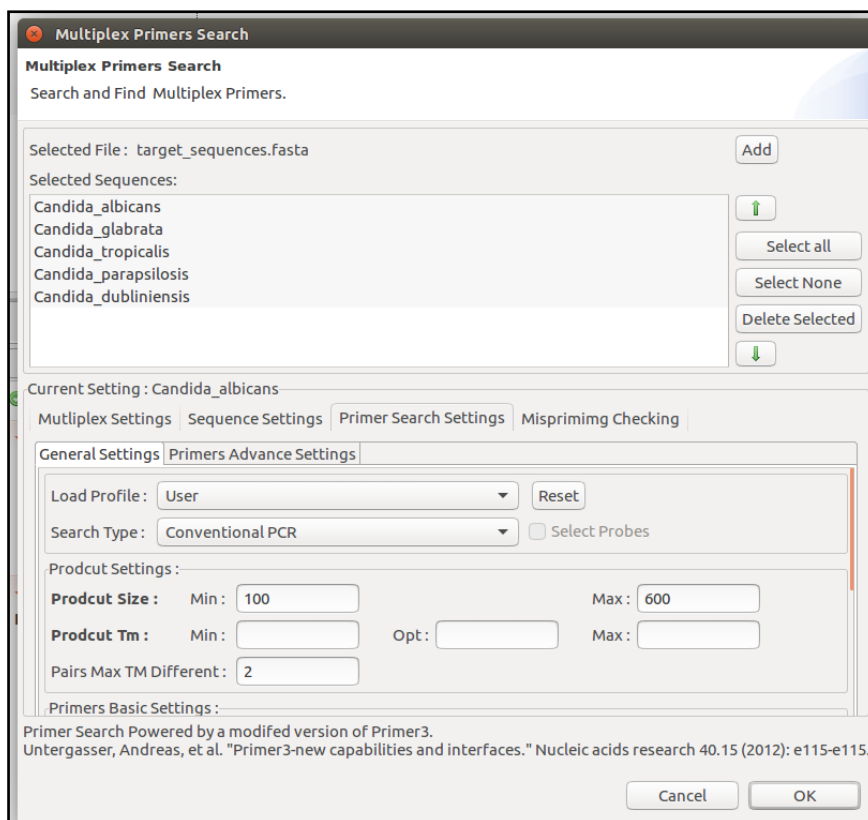 Multiplex Primers Search
Multiplex Primers Search
Search and Find Multiplex Primers.
Selected File : target_sequences.fasta Add
Selected Sequences:
Candida_albicans
Candida_glabrata
Candida_tropicalis
Candida_parapsilosis
Candida_dubliniensis
Select all
Select None
Delete Selected
Current Setting : Candida_albicans
Mutliplex Settings Sequence Settings Primer Search Settings Misprimimg Checking
General Settings Primers Advance Settings
Load Profile : User Reset
Search Type : Conventional PCR Select Probes
Prodcut Settings :
Prodcut Size : Min : 100 Max : 600
Prodcut Tm : Min : Opt : Max :
Pairs Max TM Different : 2
Primers Basic Settings :
Primer Search Powered by a modifed version of Primer3.
Untergasser, Andreas, et al. "Primer3-new capabilities and interfaces." Nucleic acids research 40.15 (2012): e115-e115.
Cancel OK